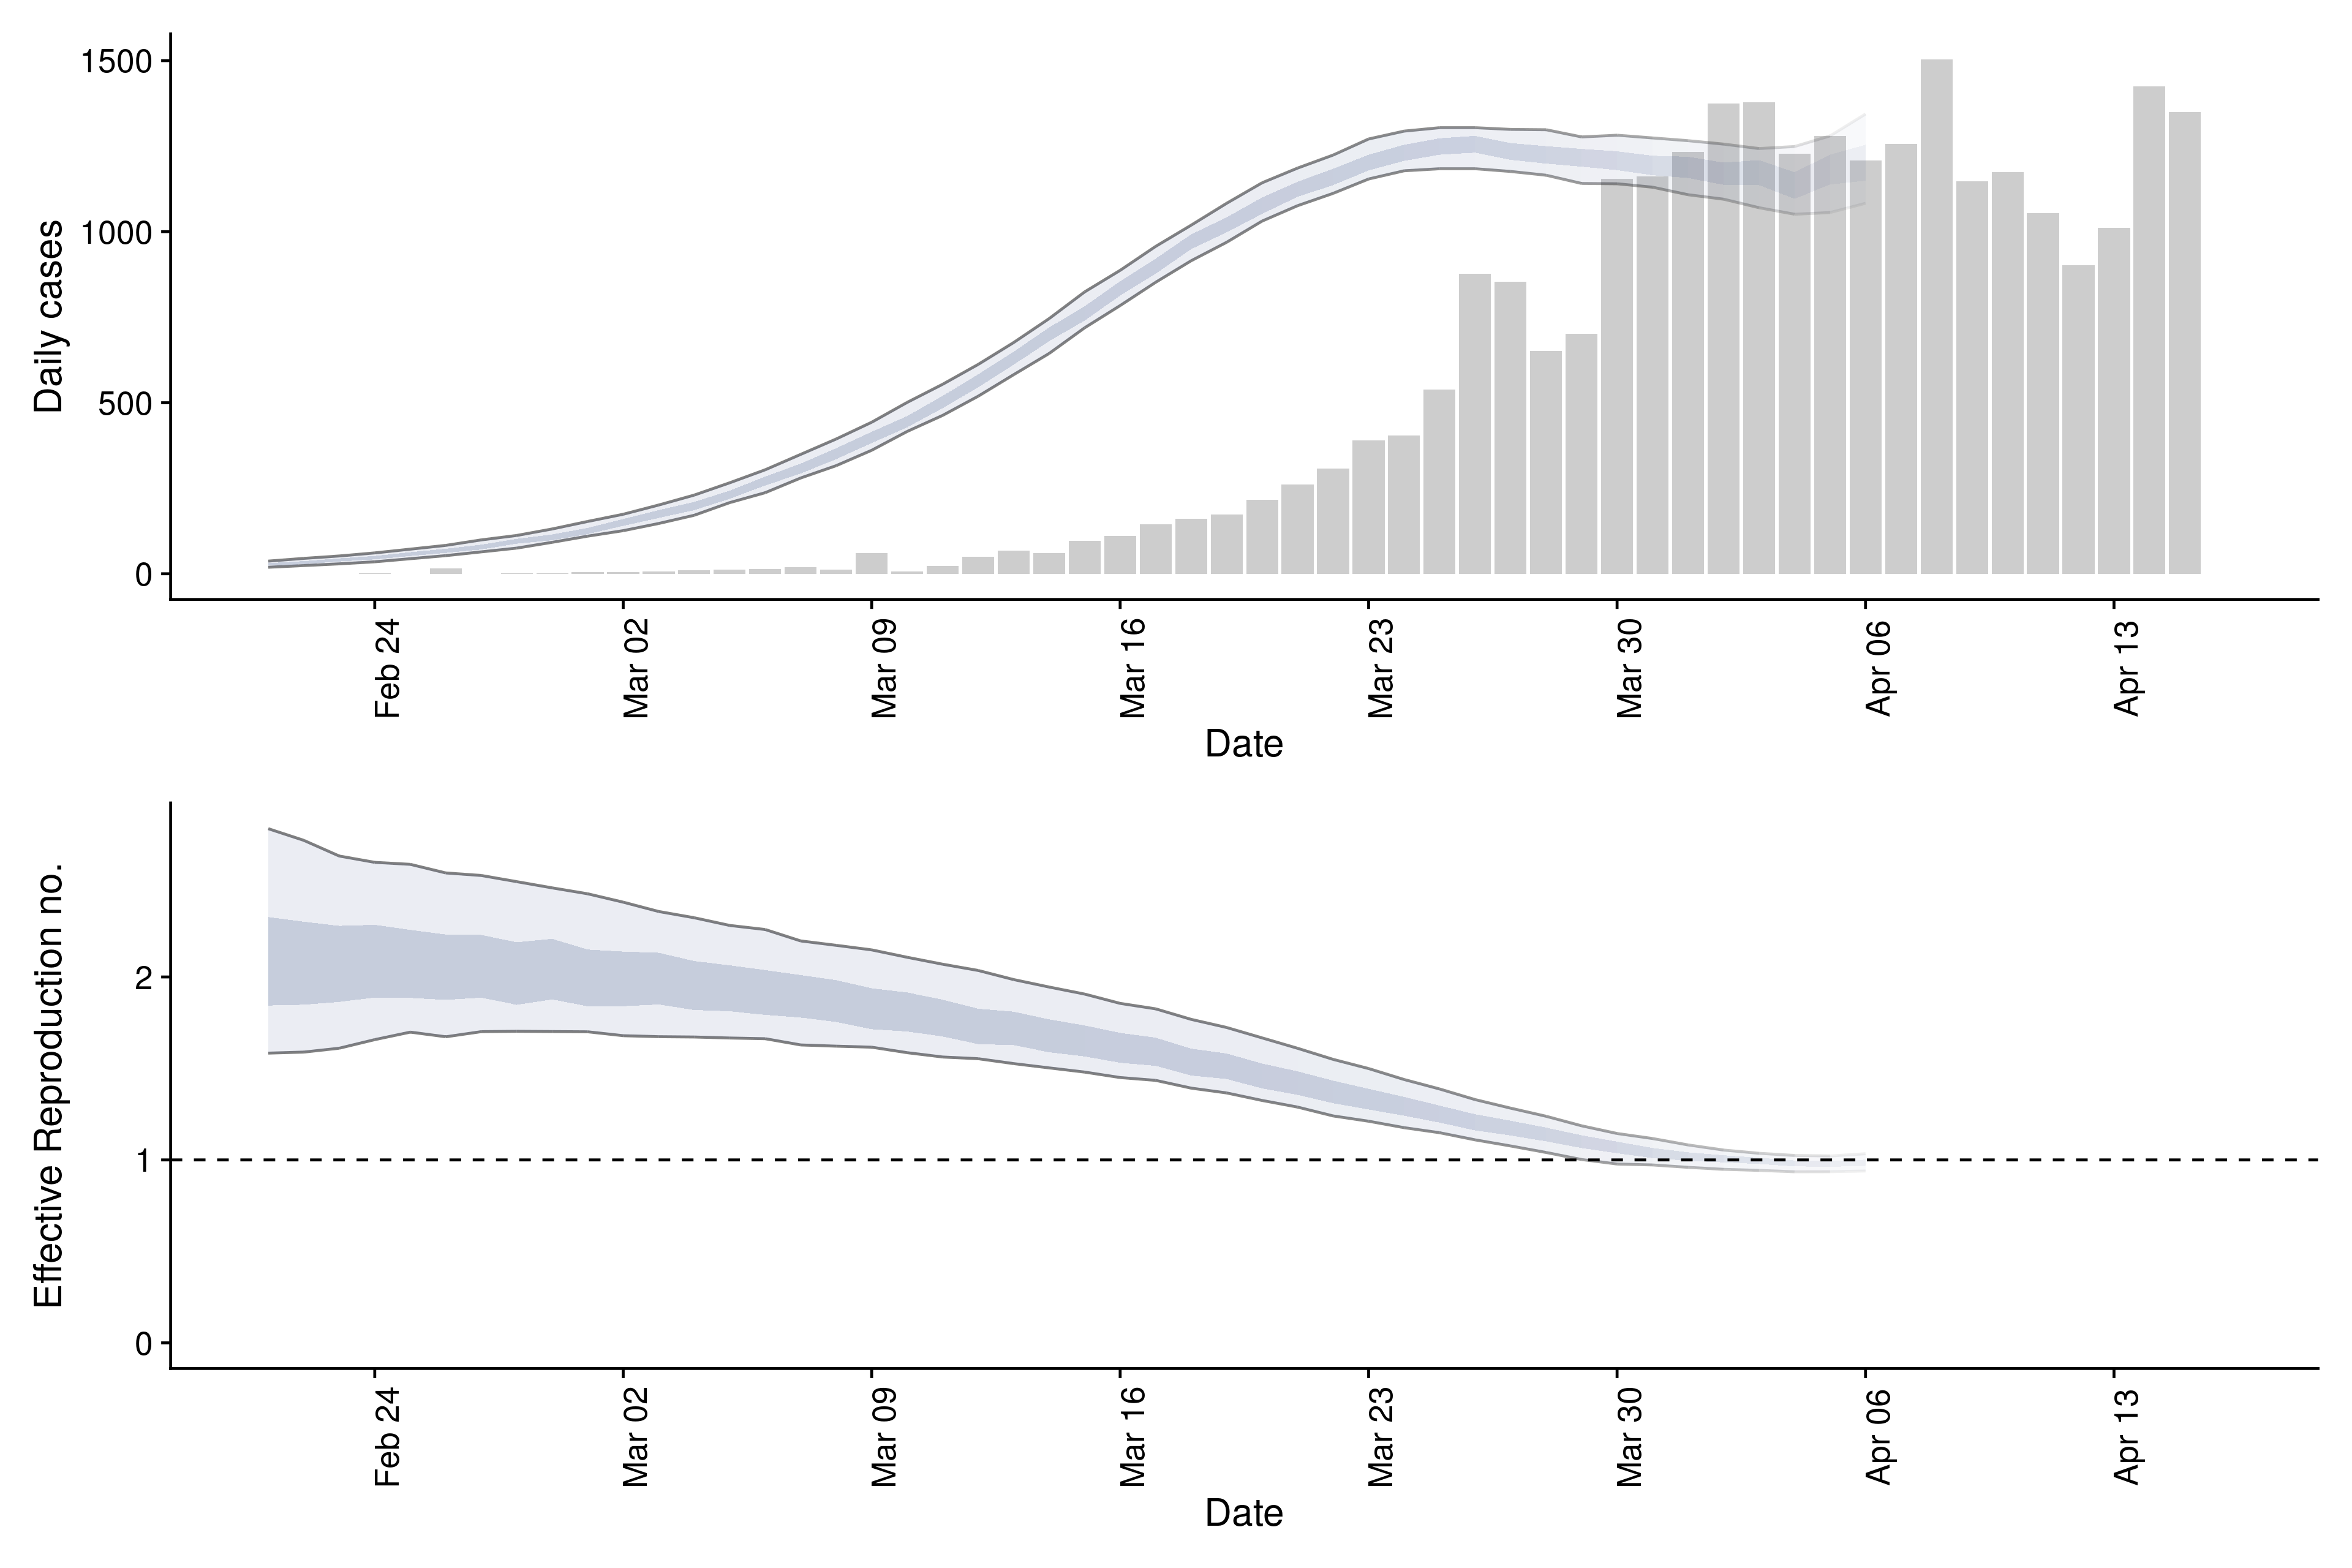 Daily cases
1500
1000
500
0
Feb 24
Mar 02
Mar 09
Mar 16
Mar 23
Mar 30
Apr 06
Apr 13
Date
Effective Reproduction no.
2
1
0
Feb 24
Mar 02
Mar 09
Mar 16
Mar 23
Mar 30
Apr 06
Apr 13
Date